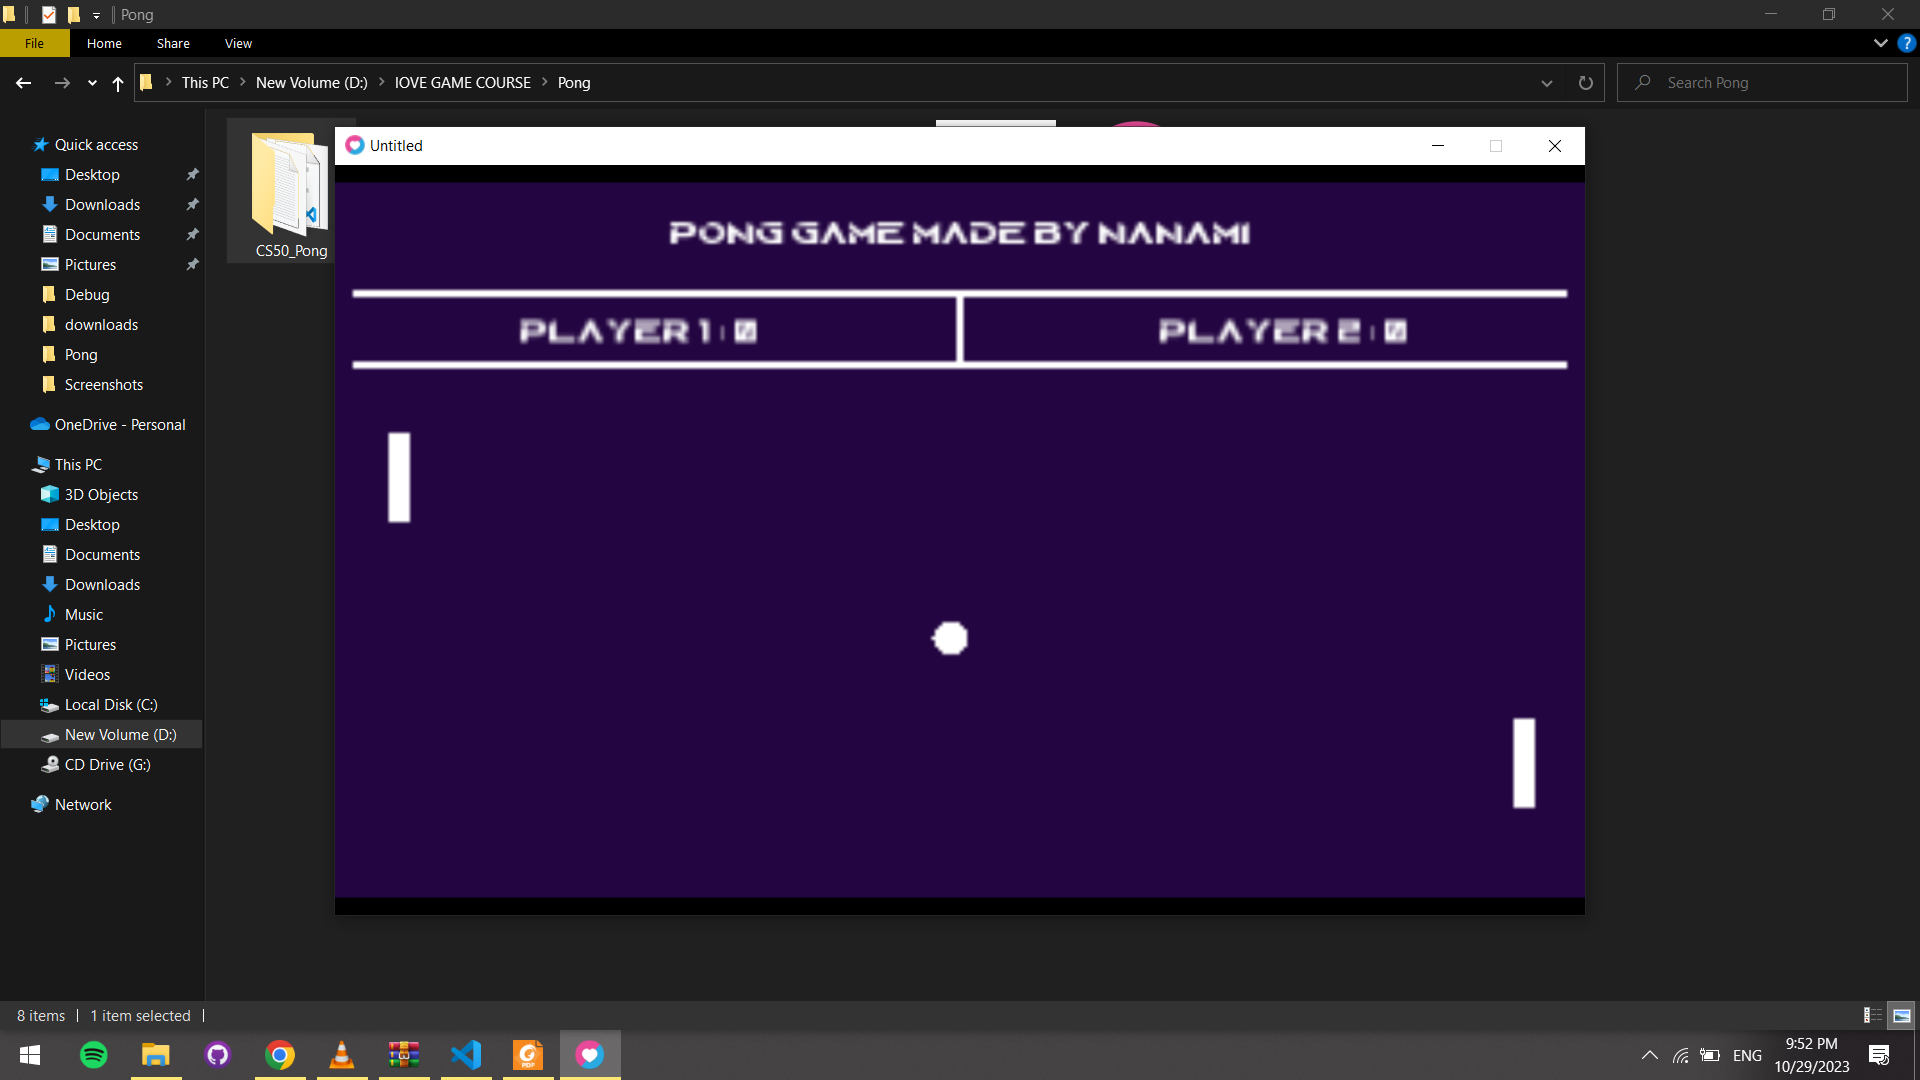 Pong
File Home Share View
This PC New Volume (D:) lOVE GAME COURSE Pong
Search Pong
Quick access
Desktop
Downloads
Documents
Pictures
Debug
downloads
Pong
Screenshots
OneDrive - Personal
This PC
3D Objects
Desktop
Documents
Downloads
Music
Pictures
Videos
Local Disk (C:)
New Volume (D:)
CD Drive (G:)
Network
CS50_Pong
Untitled
PONG GAME MADE BY NANAMI
PLAYER 1 : 0 PLAYER 2 : 0
8 items 1 item selected
PDF
ENG
9:52 PM
10/29/2023